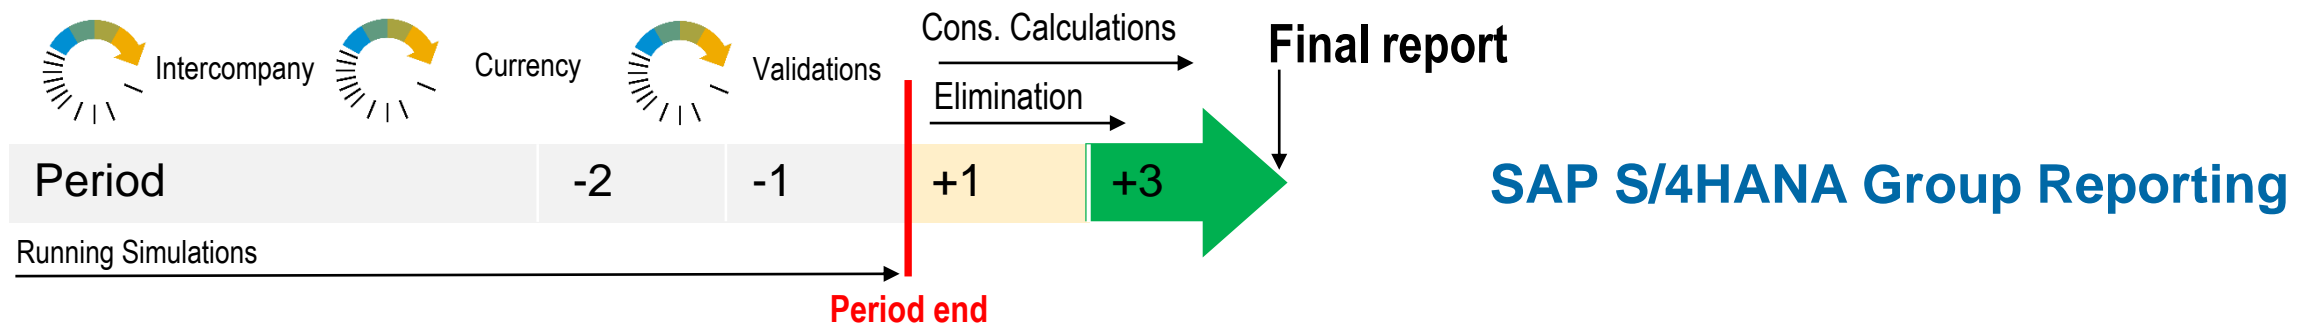 Cons. Calculations
Final report
Intercompany
Currency
Validations
Elimination
Period
-2
-1
+1
+3
SAP S/4HANA Group Reporting
Running Simulations
Period end